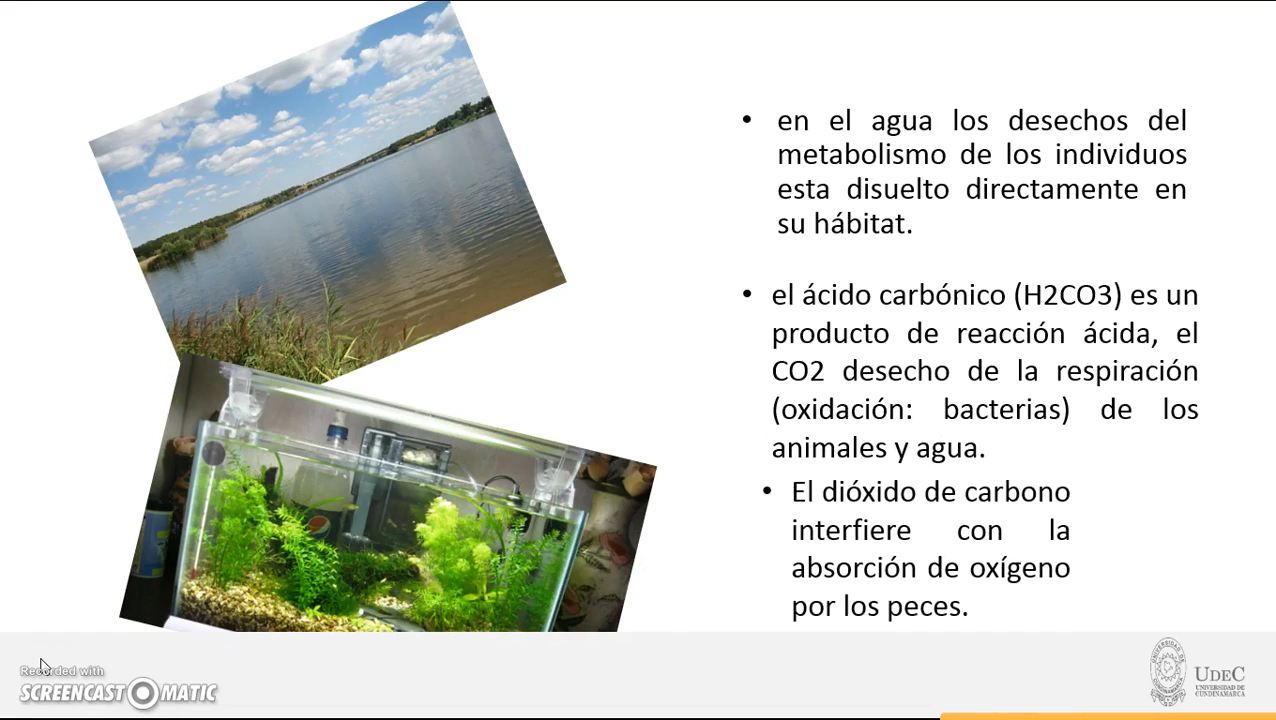 en el agua los desechos del
metabolismo de los individuos
esta disuelto directamente en
su hábitat.
el ácido carbónico (H2CO3) es un
producto de reacción ácida, el
CO2 desecho de la respiración
(oxidación: bacterias) de los
animales y agua.
El dióxido de carbono
interfiere con la
absorción de oxígeno
por los peces.
Recorded with
SCREENCAST MATIC
UDEC
UNIVERSIDAD DE
CUNDINAMARCA